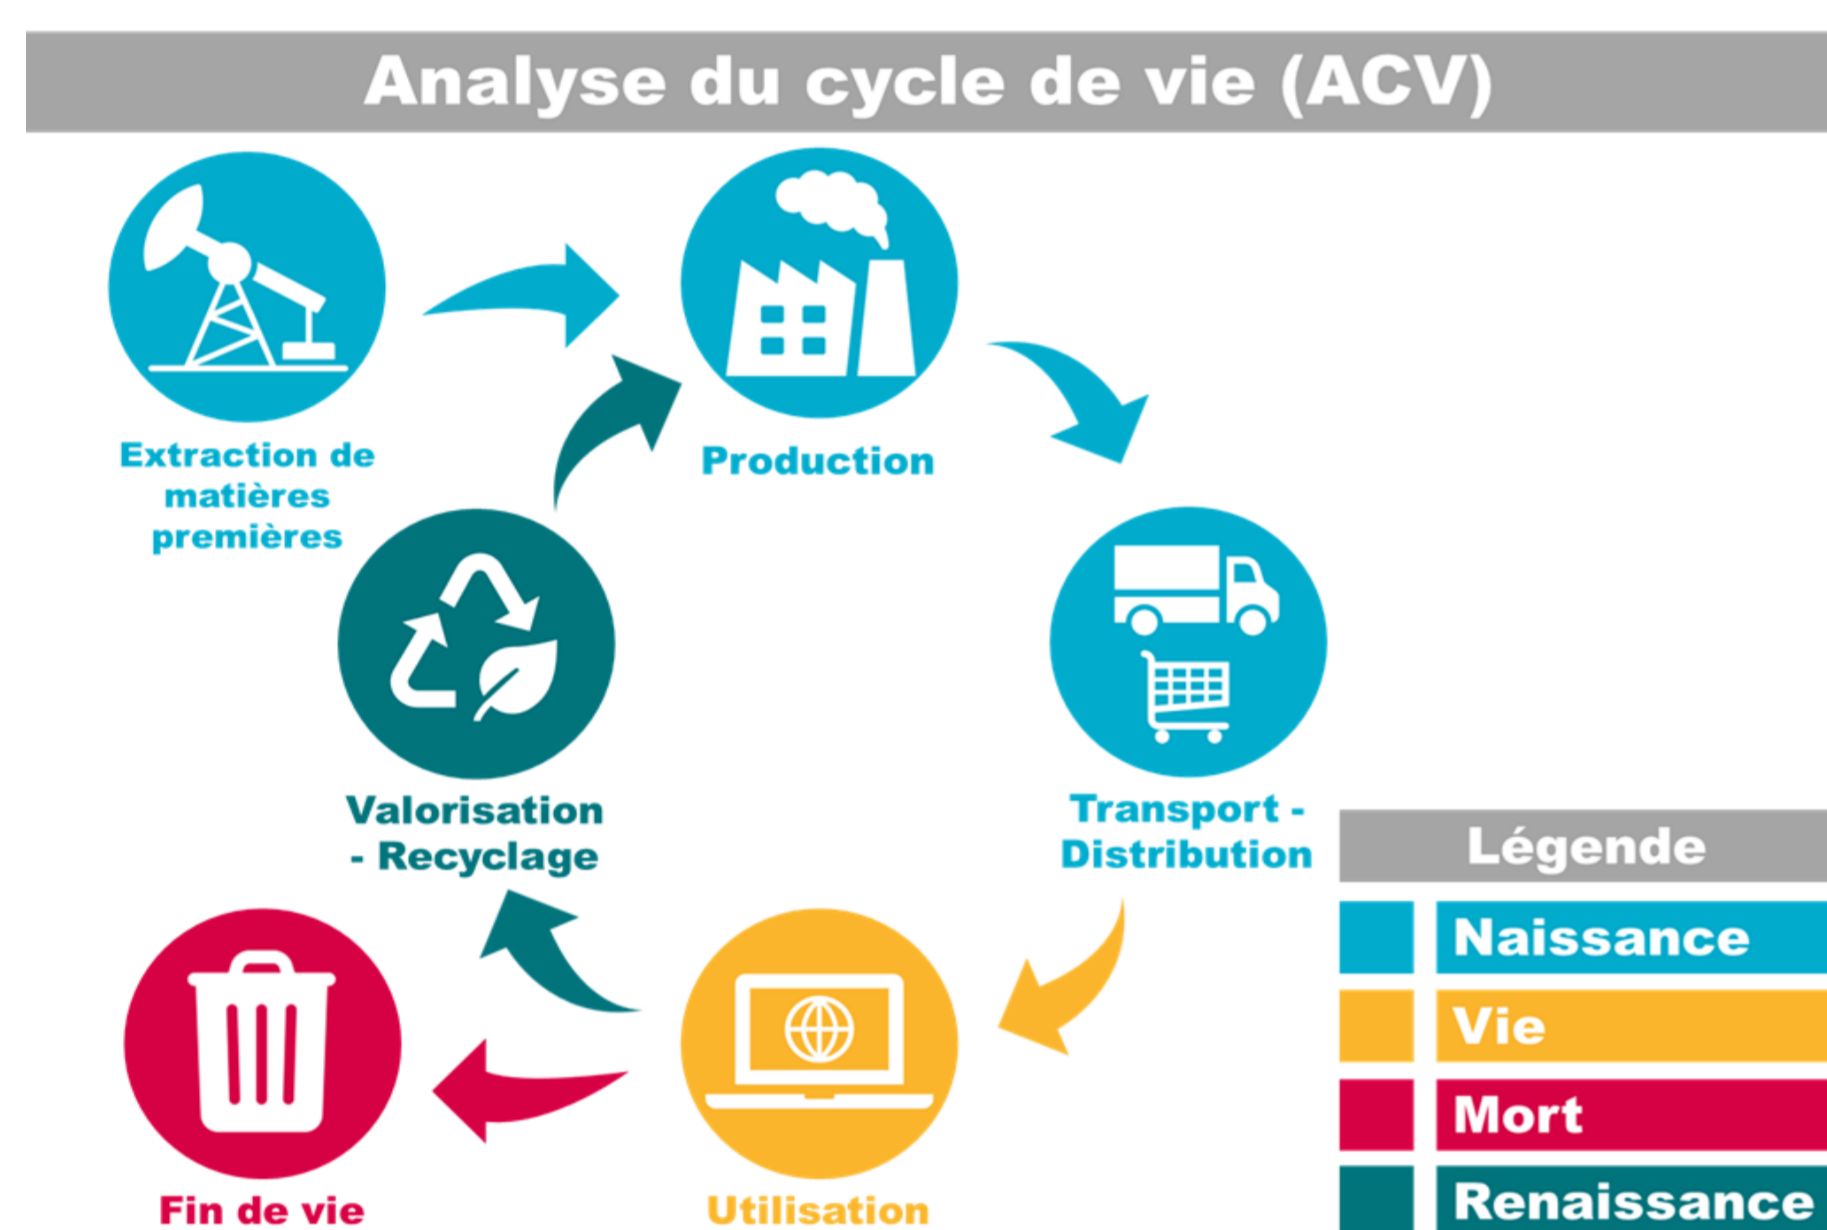 Analyse du cycle de vie (ACV)
Extraction de
matières
premières
Production
Valorisation
- Recyclage
Transport -
Distribution
Fin de vie
Utilisation
Légende
Naissance
Vie
Mort
Renaissance